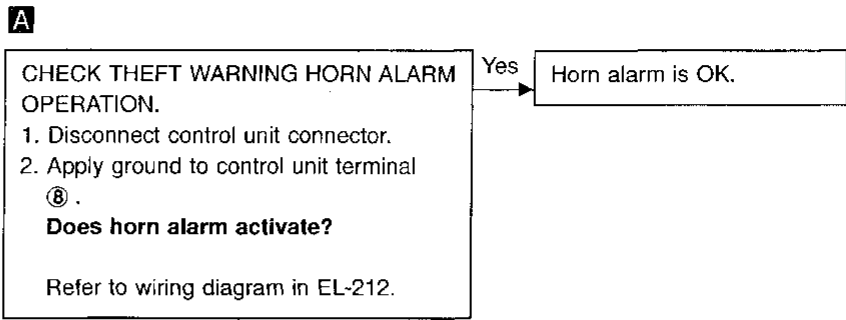 A
CHECK THEFT WARNING HORN ALARM
OPERATION.
1. Disconnect control unit connector.
2. Apply ground to control unit terminal
⑧ .
Does horn alarm activate?
Refer to wiring diagram in EL-212.
Yes
Horn alarm is OK.